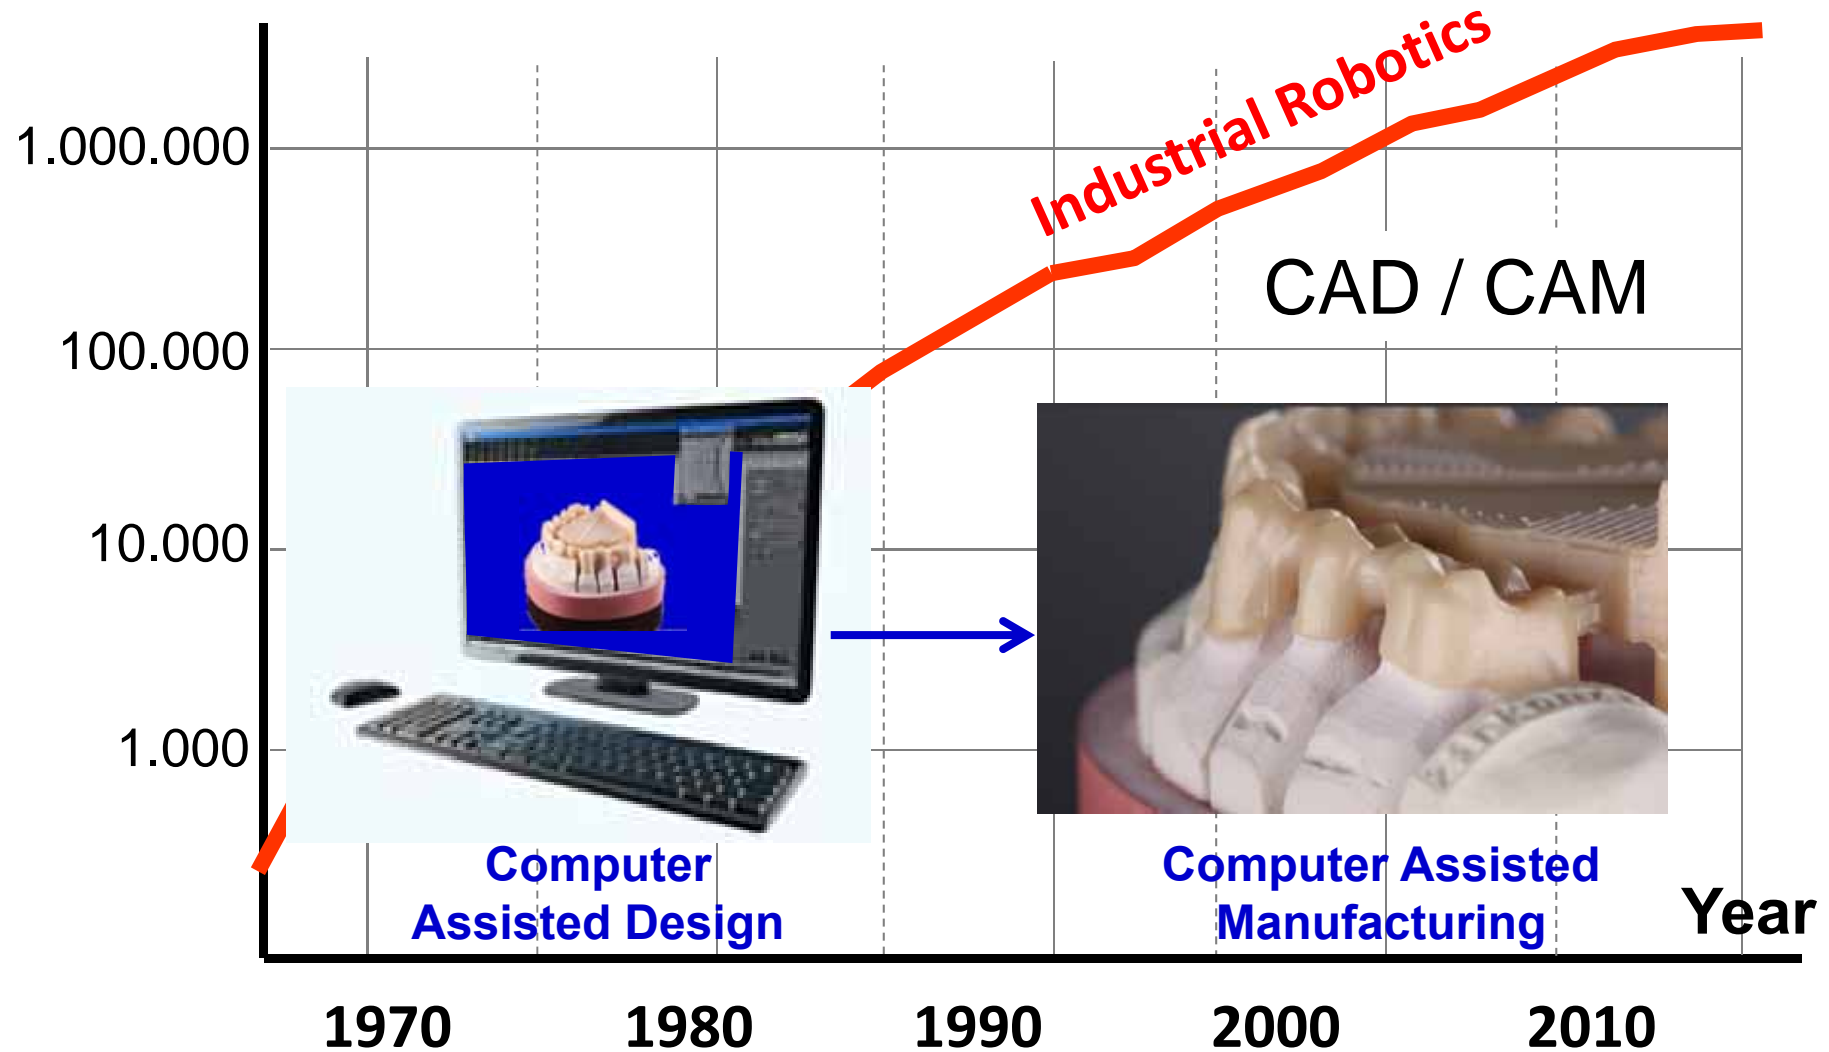 Industrial Robotics
1.000.000
CAD / CAM
100.000
10.000
1.000
Computer
Assisted Design
Computer Assisted
Manufacturing
Year
1970 1980 1990 2000 2010